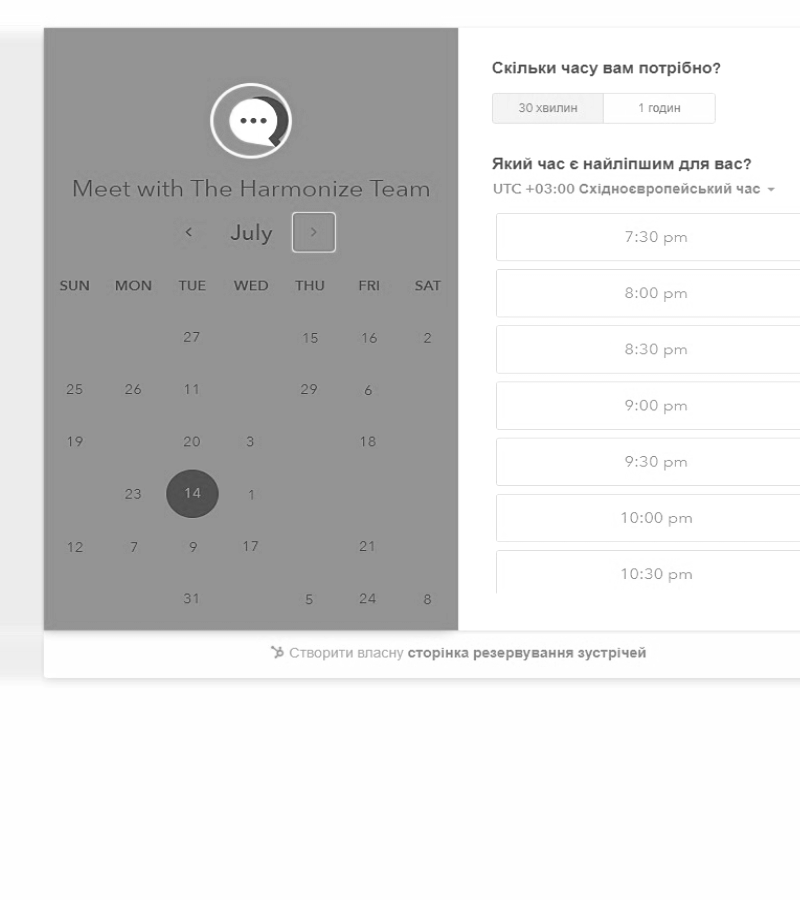 Meet with The Harmonize Team
July
SUN MON TUE WED THU FRI SAT
27 15 16 2
25 26 11 29 6
19 20 3 18
23 14 1
12 7 9 17 21
31 5 24 8
Скільки часу вам потрібно?
30 хвилин 1 годин
Який час є найліпшим для вас?
UTC +03:00 Східноєвропейський час
7:30 pm
8:00 pm
8:30 pm
9:00 pm
9:30 pm
10:00 pm
10:30 pm
Створити власну сторінка резервування зустрічей